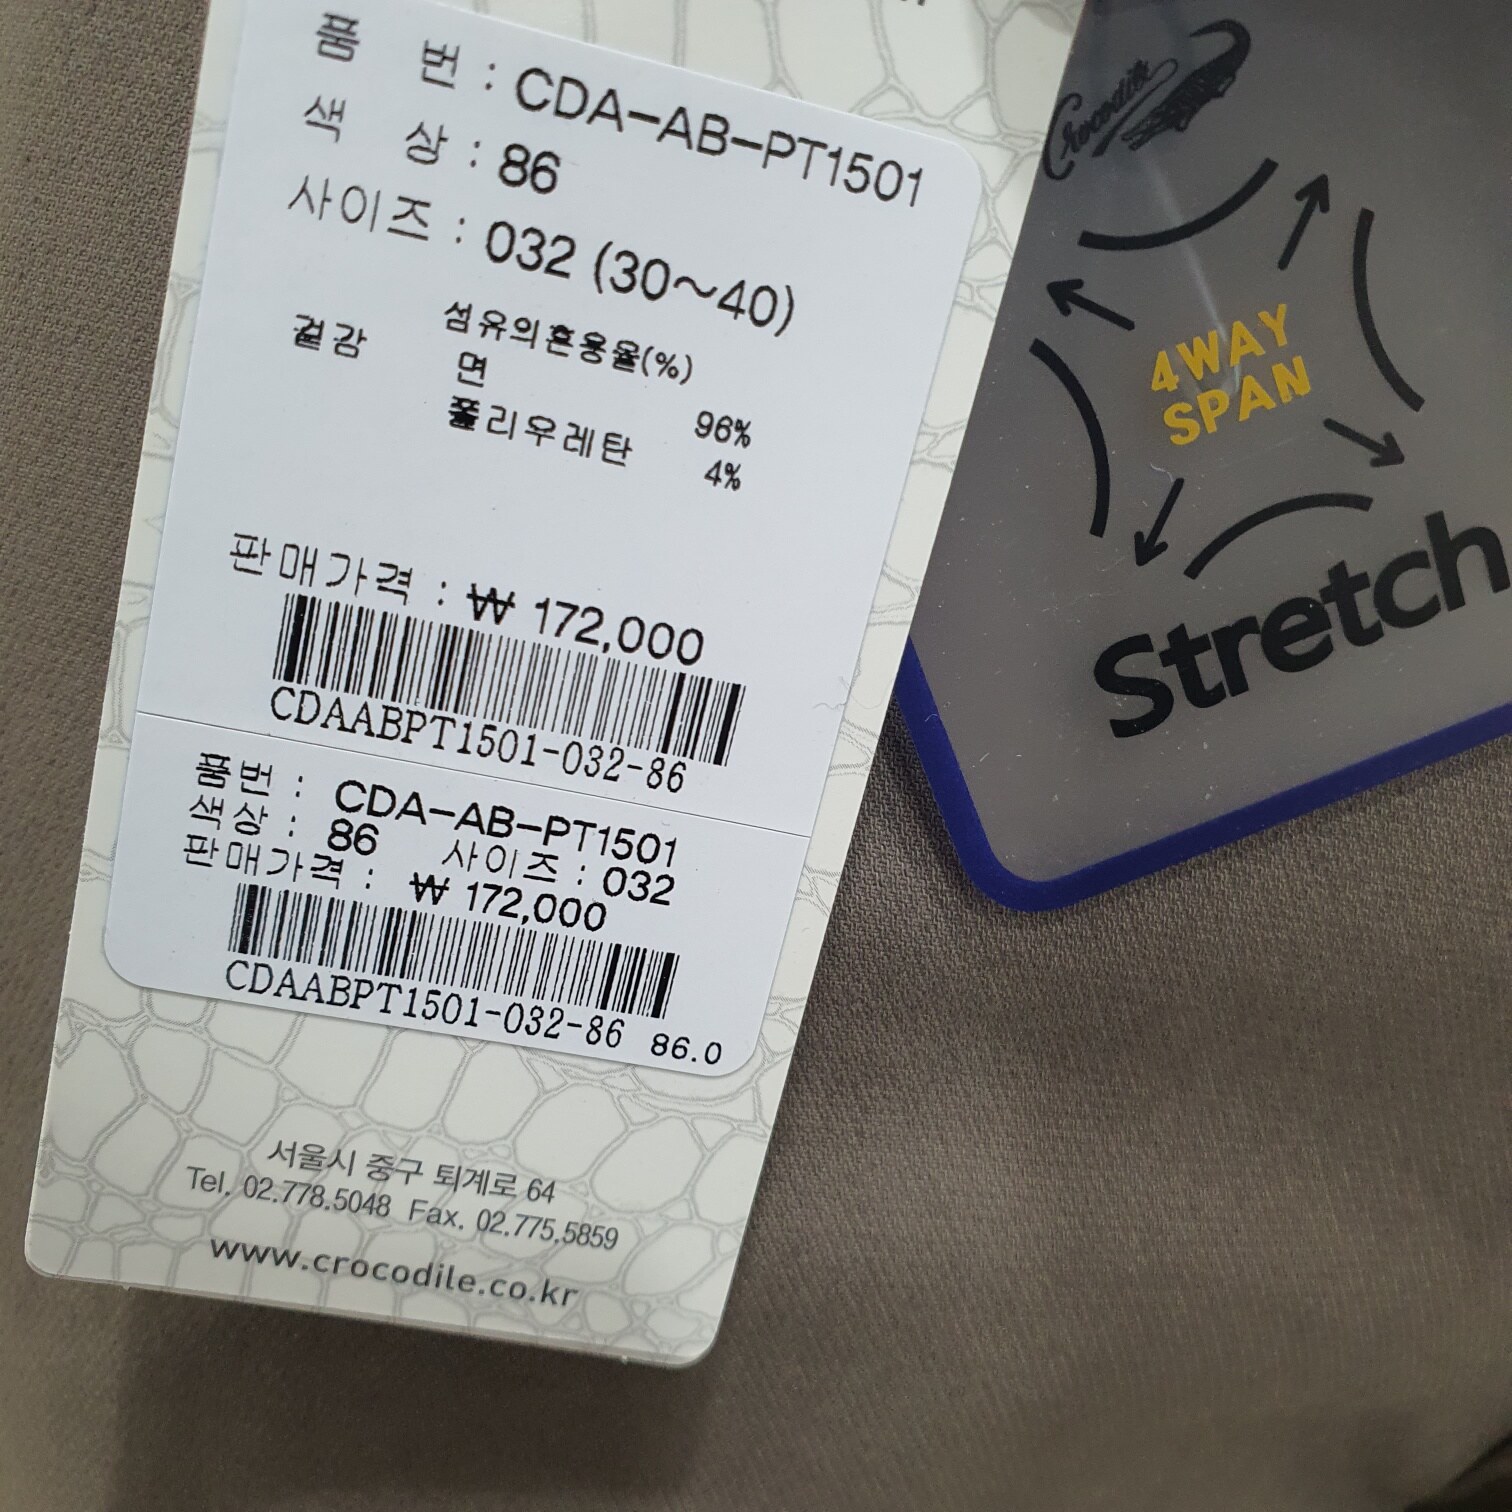 품 번 : CDA-AB-PT1501
색 상 : 86
사이즈 : 032 (30~40)
섬유의혼용율(%)
겉감 면 96%
폴리우레탄 4%
판매가격 : ₩ 172,000
CDAABPT1501-032-86
품번 : CDA-AB-PT1501
색상 : 86 사이즈 : 032
판매가격 : ₩ 172,000
CDAABPT1501-032-86 86.0
서울시 중구 퇴계로 64
Tel. 02.778.5048 Fax. 02.775.5859
www.crocodile.co.kr
Crocodile
4WAY
SPAN
Stretch